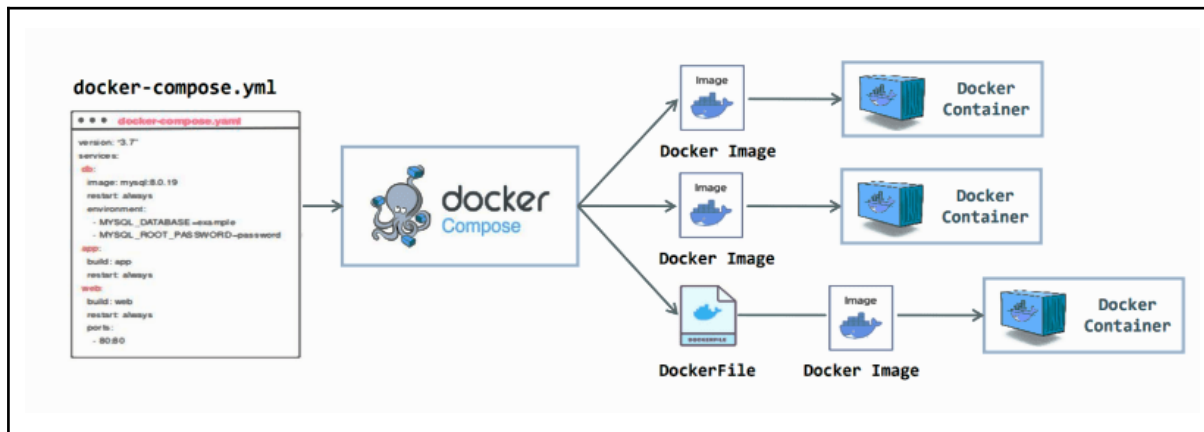 docker-compose.yml
docker-compose.yaml
version: "3.7"
services:
db:
image: mysql:8.0.19
restart: always
environment:
- MYSQL_DATABASE=example
- MYSQL_ROOT_PASSWORD=password
app:
build: app
restart: always
web:
build: web
restart: always
ports:
- 80:80
docker
Compose
Image
Docker Image
Docker
Container
Image
Docker Image
Docker
Container
DOCKERFILE
DockerFile
Image
Docker Image
Docker
Container